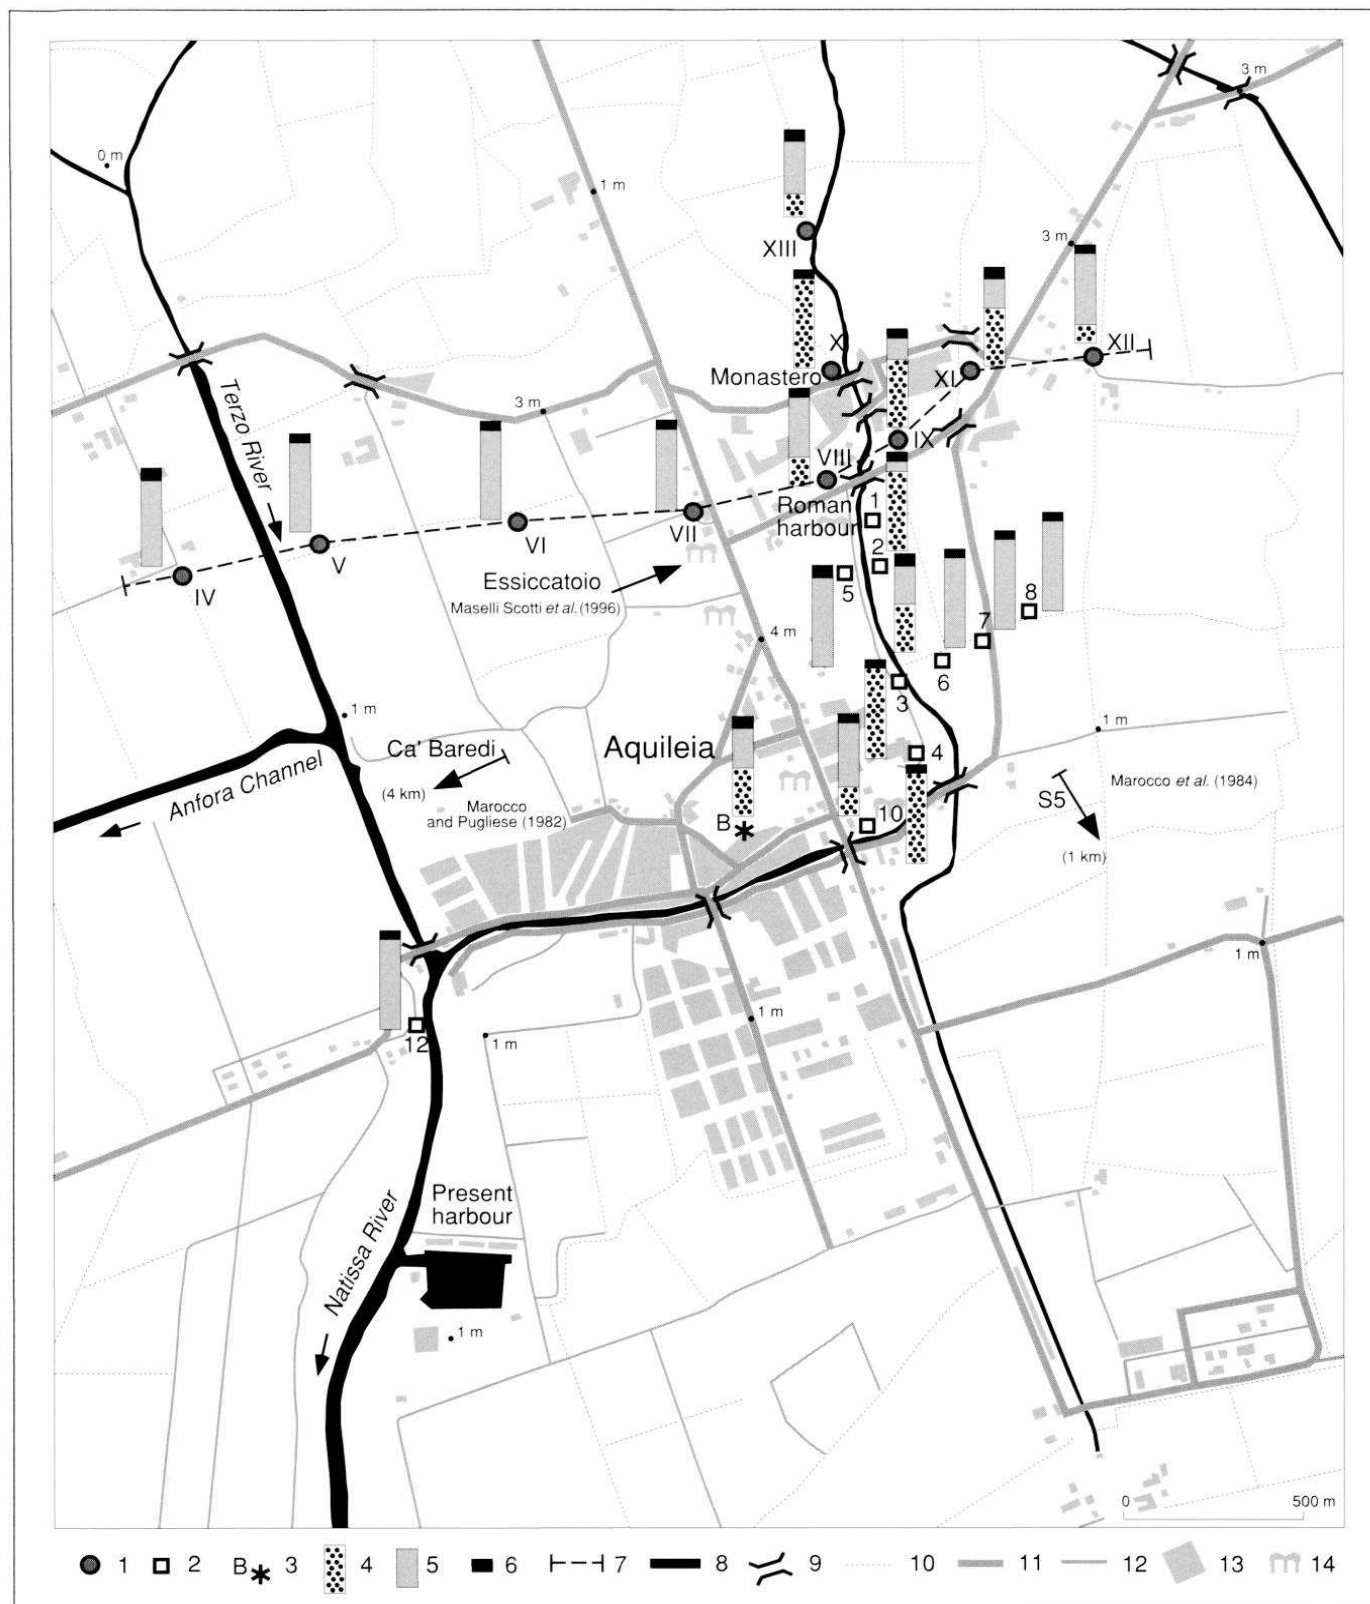 3 m
0 m
1 m
3 m
XIII
X
XII
Monastero
XI
3 m
Terzo River
IX
VIII
Roman
harbour
1
VII
VI
V
IV
2
Essiccatoio
Maselli Scotti et al. (1996)
5
8
7
4 m
6
3
1 m
1 m
Ca' Baredi
Aquileia
4
(4 km)
Anfora Channel
Marocco
and Pugliese (1982)
S5
Marocco et al. (1984)
B
10
(1 km)
1 m
1 m
12
1 m
Present
harbour
Natissa River
1 m
0 500 m
1 2 B 3 4 5 6 7 8 9 10 11 12 13 14